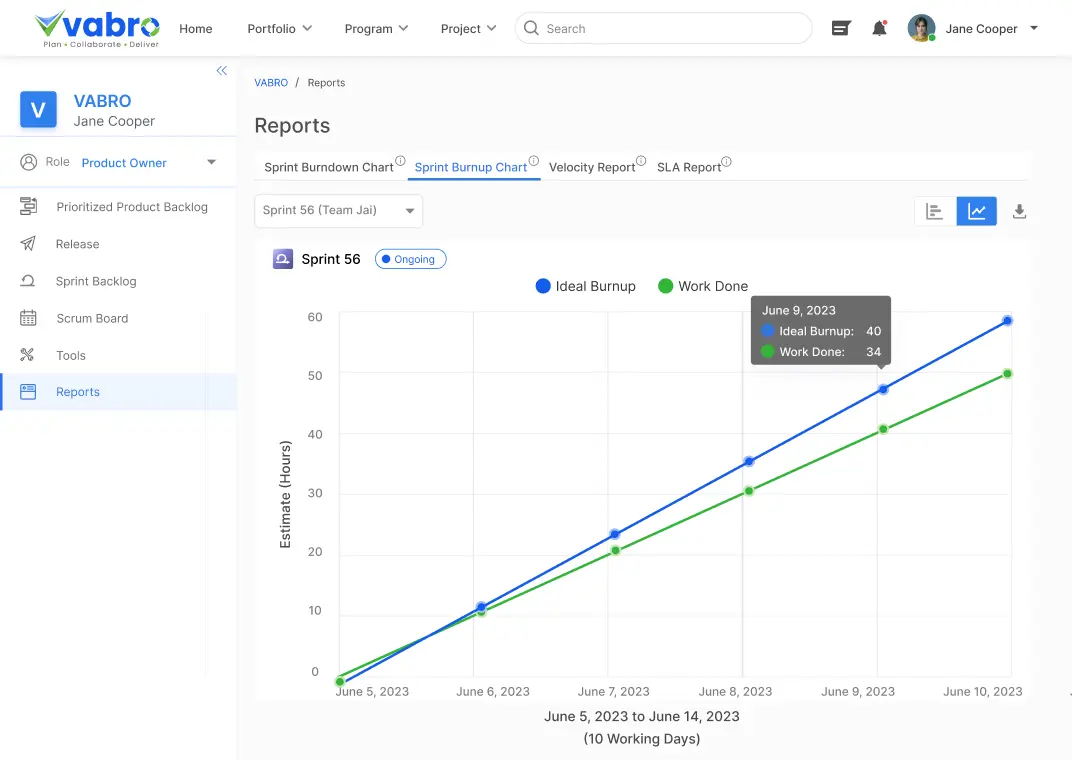 vabro
Plan • Collaborate • Deliver
Home
Portfolio
Program
Project
Search
Jane Cooper
V
VABRO
Jane Cooper
Role
Product Owner
Prioritized Product Backlog
Release
Sprint Backlog
Scrum Board
Tools
Reports
VABRO / Reports
Reports
Sprint Burndown Chart
Sprint Burnup Chart
Velocity Report
SLA Report
Sprint 56 (Team Jai)
Sprint 56
Ongoing
Ideal Burnup
Work Done
June 9, 2023
Ideal Burnup: 40
Work Done: 34
Estimate (Hours)
60
50
40
30
20
10
0
June 5, 2023
June 6, 2023
June 7, 2023
June 8, 2023
June 9, 2023
June 10, 2023
June 5, 2023 to June 14, 2023
(10 Working Days)